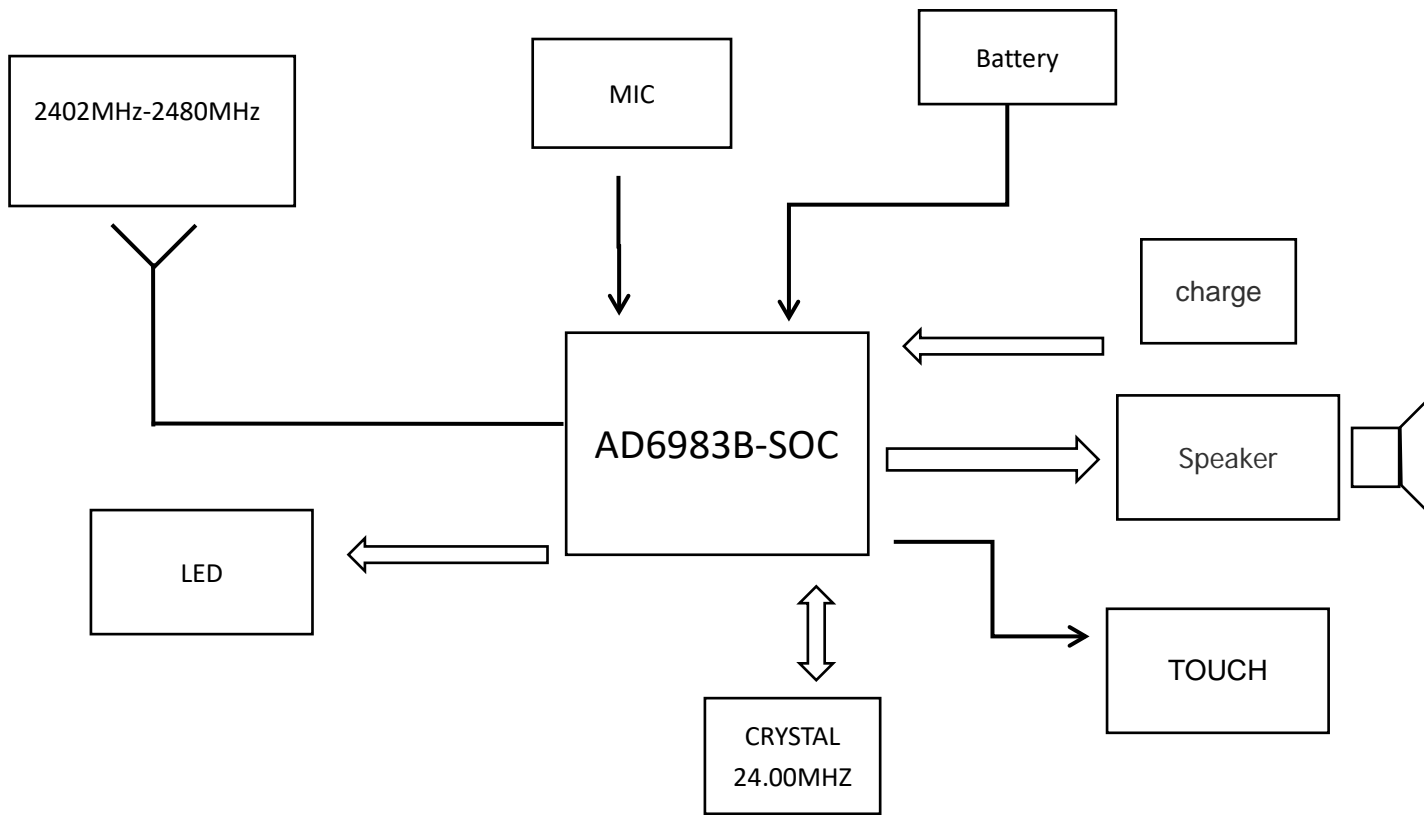 2402MHz-2480MHz
MIC
Battery
charge
AD6983B-SOC
Speaker
LED
TOUCH
CRYSTAL
24.00MHZ